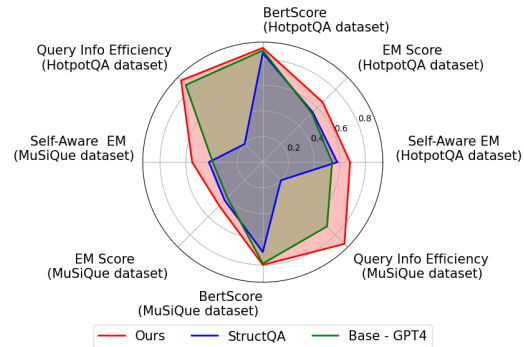 BertScore
(HotpotQA dataset)
Query Info Efficiency
(HotpotQA dataset)
EM Score
(HotpotQA dataset)
0.8
0.6
0.4
0.2
Self-Aware  EM
(MuSiQue dataset)
Self-Aware EM
(HotpotQA dataset)
EM Score
(MuSiQue dataset)
Query Info Efficiency
(MuSiQue dataset)
BertScore
(MuSiQue dataset)
Ours
StructQA
Base - GPT4